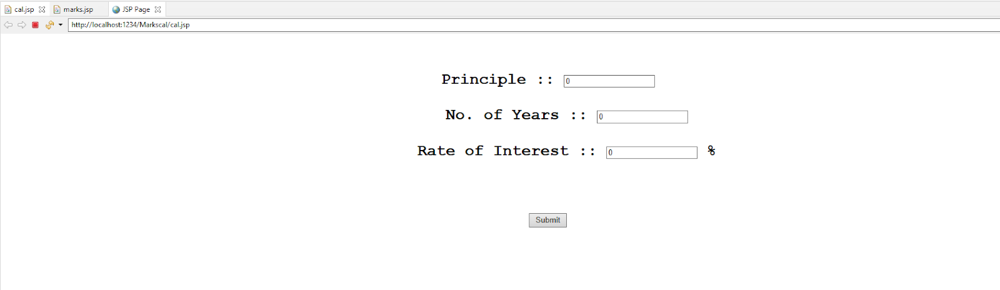 cal.jsp marks.jsp JSP Page
http://localhost:1234/Markscal/cal.jsp
Principle :: 0
No. of Years :: 0
Rate of Interest :: 0 %
Submit